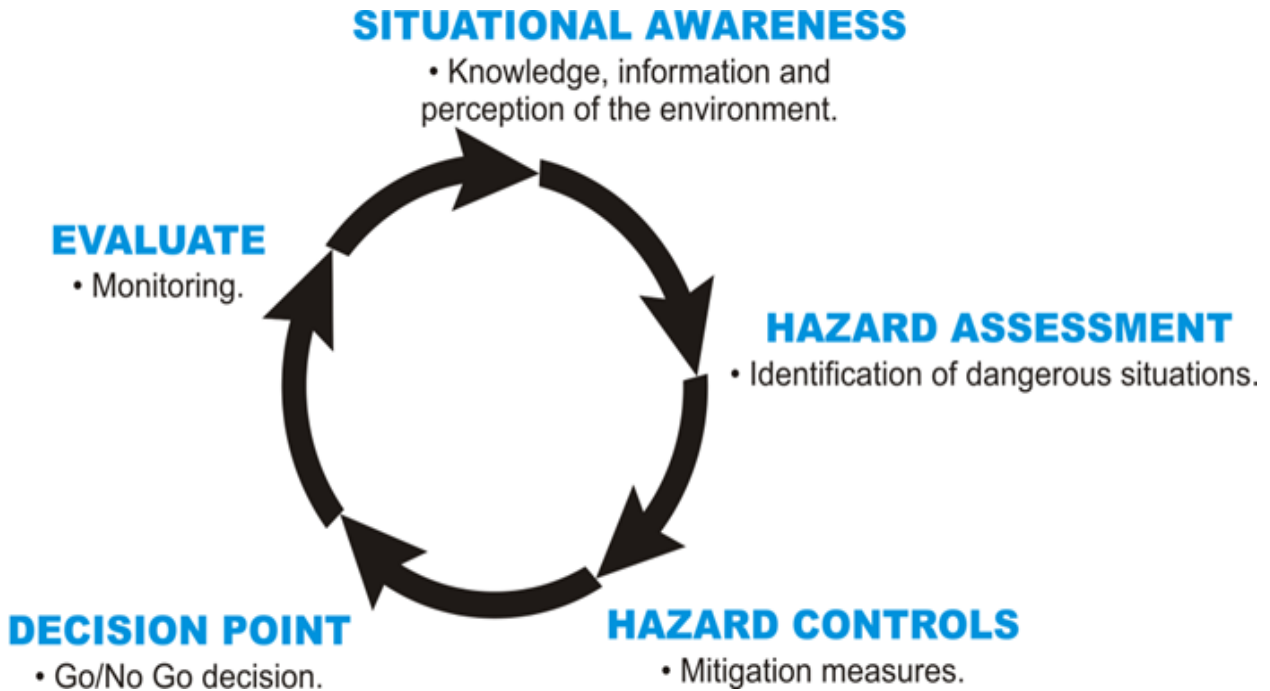 SITUATIONAL AWARENESS
• Knowledge, information and
perception of the environment.
EVALUATE
• Monitoring.
HAZARD ASSESSMENT
• Identification of dangerous situations.
DECISION POINT
• Go/No Go decision.
HAZARD CONTROLS
• Mitigation measures.